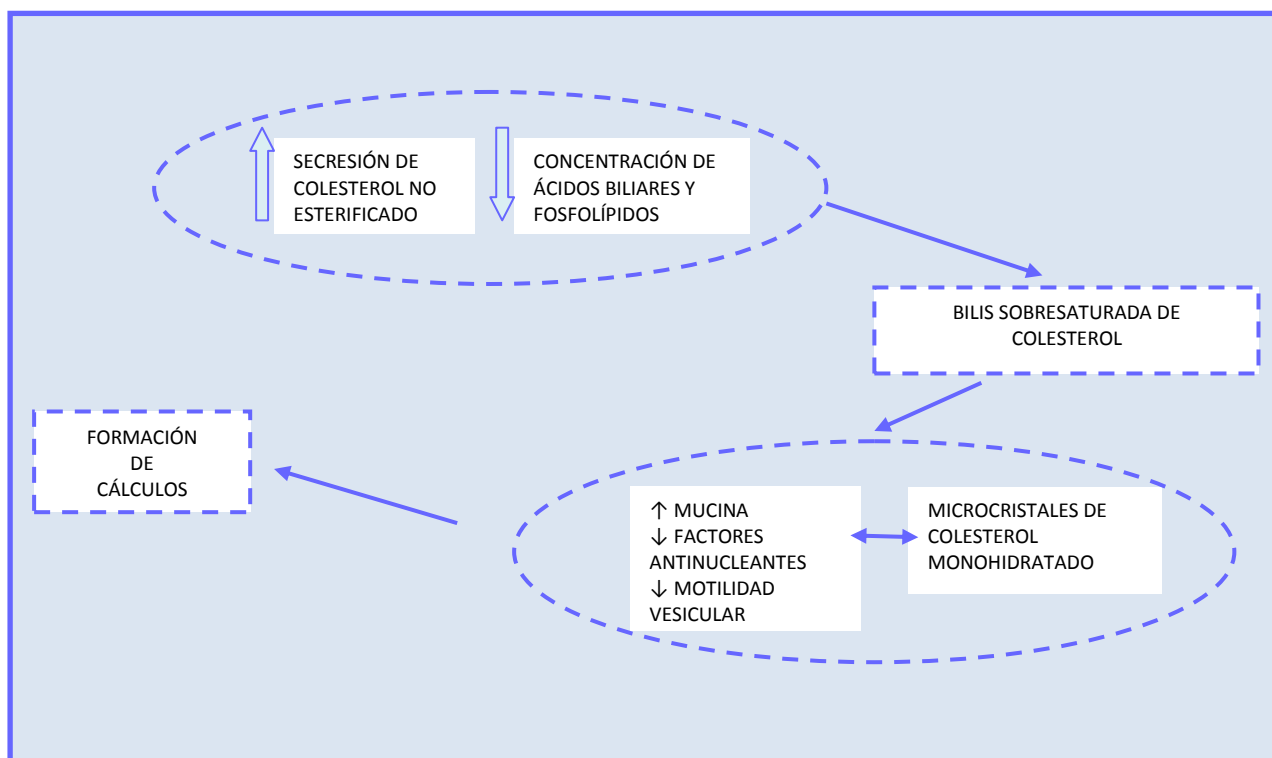 SECRESIÓN DE
COLESTEROL NO
ESTERIFICADO
CONCENTRACIÓN DE
ÁCIDOS BILIARES Y
FOSFOLÍPIDOS
BILIS SOBRESATURADA DE
COLESTEROL
↑ MUCINA
↓ FACTORES
ANTINUCLEANTES
↓ MOTILIDAD
VESICULAR
MICROCRISTALES DE
COLESTEROL
MONOHIDRATADO
FORMACIÓN
DE
CÁLCULOS